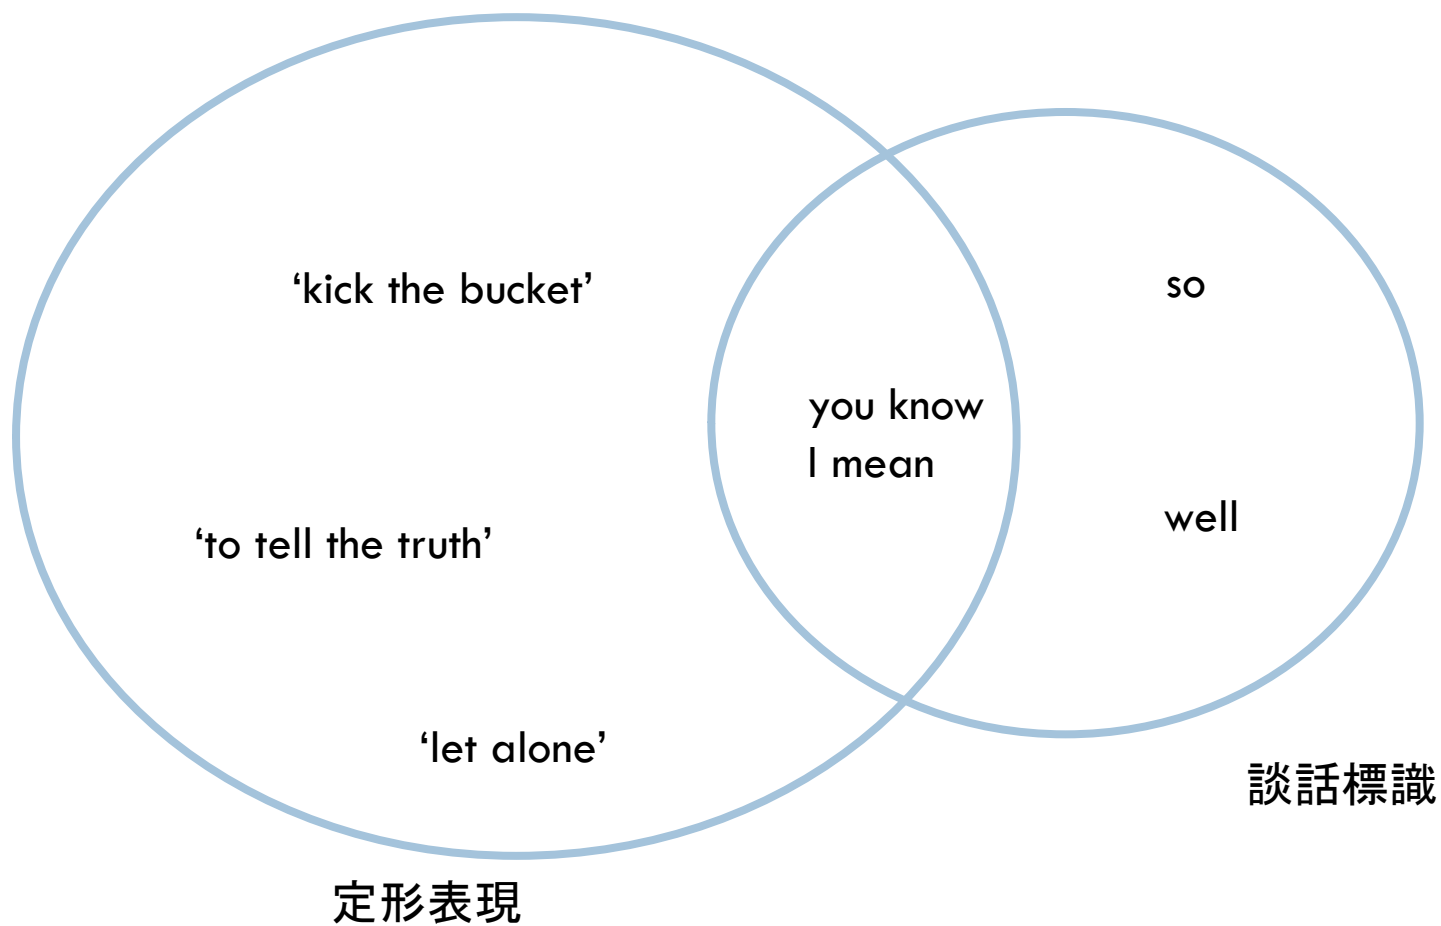 ‘kick the bucket’
‘to tell the truth’
‘let alone’
you know
I mean
so
well
定形表現
談話標識